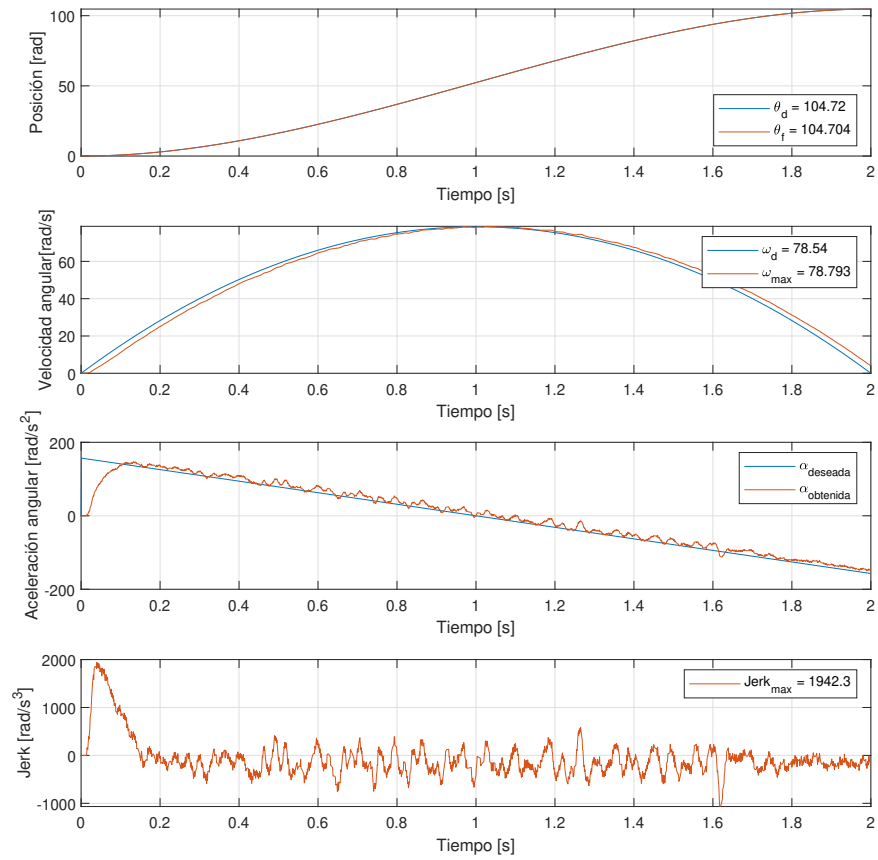 100
50
0
Posición [rad]
θd = 104.72
θf = 104.704
0 0.2 0.4 0.6 0.8 1 1.2 1.4 1.6 1.8 2
Tiempo [s]
60
40
20
0
Velocidad angular[rad/s]
ωd = 78.54
ωmax = 78.793
0 0.2 0.4 0.6 0.8 1 1.2 1.4 1.6 1.8 2
Tiempo [s]
200
0
-200
Aceleración angular [rad/s²]
αdeseada
αobtenida
0 0.2 0.4 0.6 0.8 1 1.2 1.4 1.6 1.8 2
Tiempo [s]
2000
1000
0
-1000
Jerk [rad/s³]
Jerkmax = 1942.3
0 0.2 0.4 0.6 0.8 1 1.2 1.4 1.6 1.8 2
Tiempo [s]